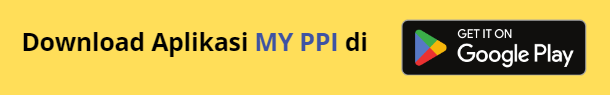 Download Aplikasi MY PPI di
GET IT ON
Google Play